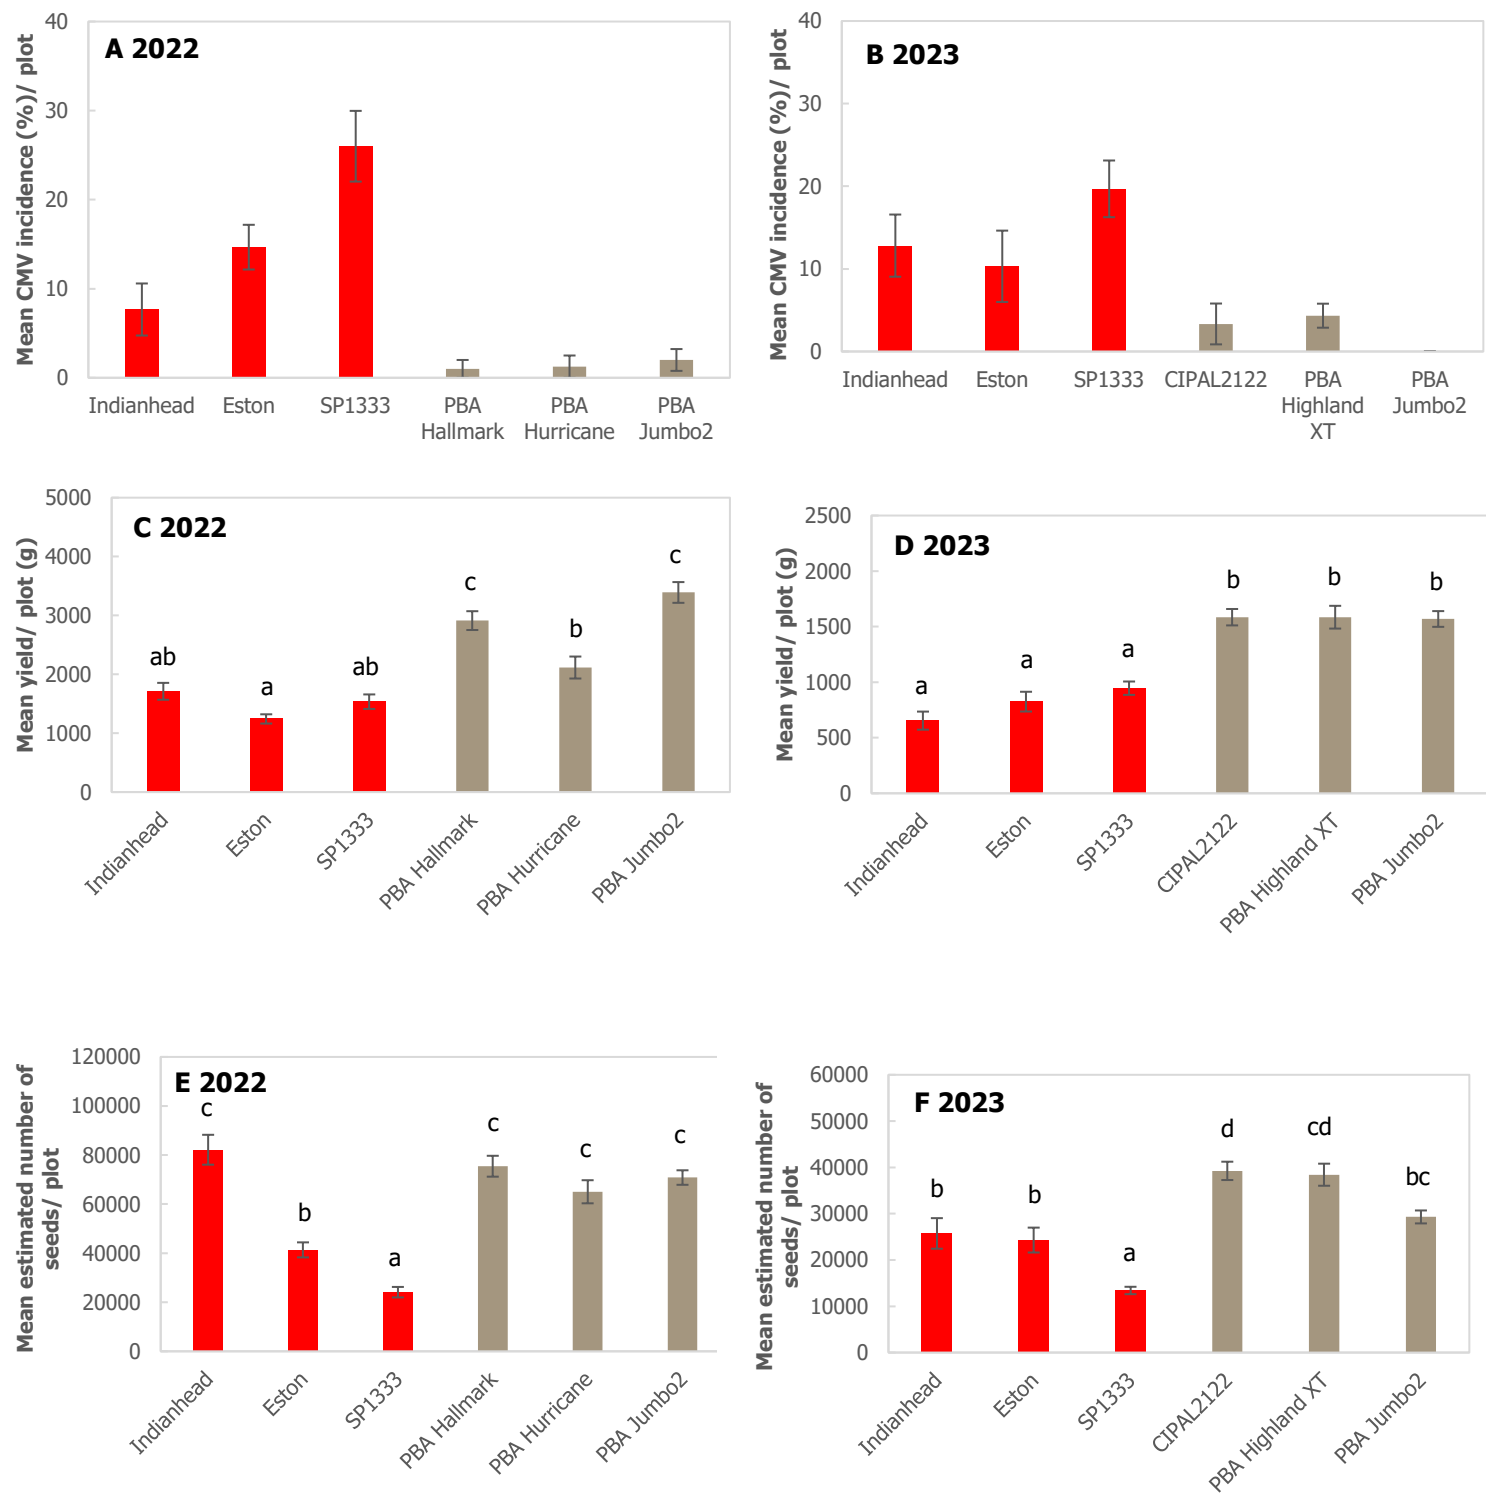 A 2022
Mean CMV incidence (%)/ plot
40
30
20
10
0
Indianhead
Eston
SP1333
PBA
Hallmark
PBA
Hurricane
PBA
Jumbo2
B 2023
Mean CMV incidence (%)/ plot
40
30
20
10
0
Indianhead
Eston
SP1333
CIPAL2122
PBA
Highland
XT
PBA
Jumbo2
C 2022
Mean yield/ plot (g)
5000
4000
3000
2000
1000
0
ab
a
ab
c
b
c
Indianhead
Eston
SP1333
PBA Hallmark
PBA Hurricane
PBA Jumbo2
D 2023
Mean yield/ plot (g)
2500
2000
1500
1000
500
0
a
a
a
b
b
b
Indianhead
Eston
SP1333
CIPAL2122
PBA Highland XT
PBA Jumbo2
E 2022
Mean estimated number of
seeds/ plot
120000
100000
80000
60000
40000
20000
0
c
b
a
c
c
c
Indianhead
Eston
SP1333
PBA Hallmark
PBA Hurricane
PBA Jumbo2
F 2023
Mean estimated number of
seeds/ plot
60000
50000
40000
30000
20000
10000
0
b
b
a
d
cd
bc
Indianhead
Eston
SP1333
CIPAL2122
PBA Highland XT
PBA Jumbo2